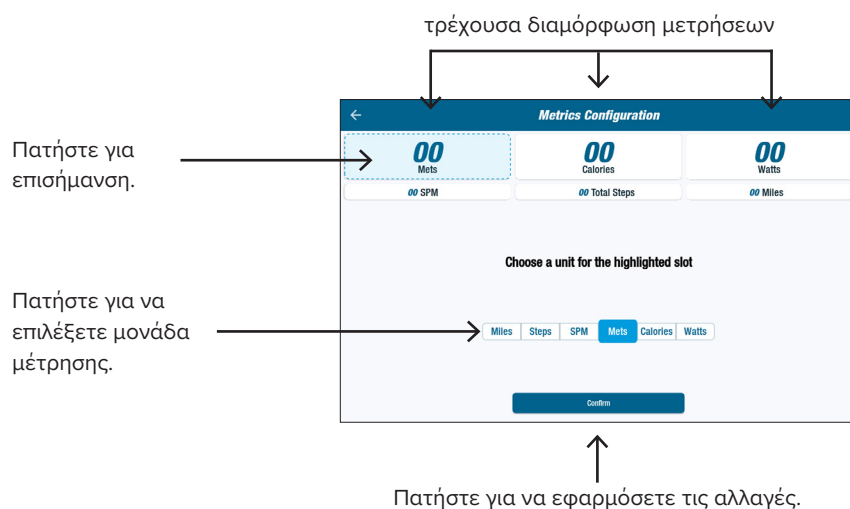 τρέχουσα διαμόρφωση μετρήσεων
Metrics Configuration
Πατήστε για
επισήμανση.
00 00 00
Mets Calories Watts
00 SPM 00 Total Steps 00 Miles
Choose a unit for the highlighted slot
Πατήστε για να
επιλέξετε μονάδα
μέτρησης.
Miles Steps SPM Mets Calories Watts
Confirm
Πατήστε για να εφαρμόσετε τις αλλαγές.